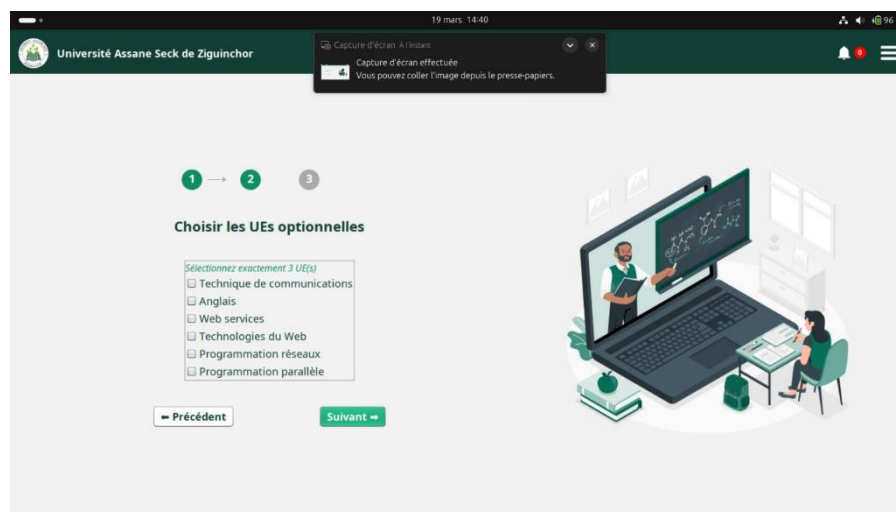 19 mars 14:40
96
Université Assane Seck de Ziguinchor
Capture d'écran À l'instant
Capture d'écran effectuée
Vous pouvez coller l'image depuis le presse-papiers.
0
1 → 2 3
Choisir les UEs optionnelles
Sélectionnez exactement 3 UE(s)
Technique de communications
Anglais
Web services
Technologies du Web
Programmation réseaux
Programmation parallèle
⬅ Précédent
Suivant ➡